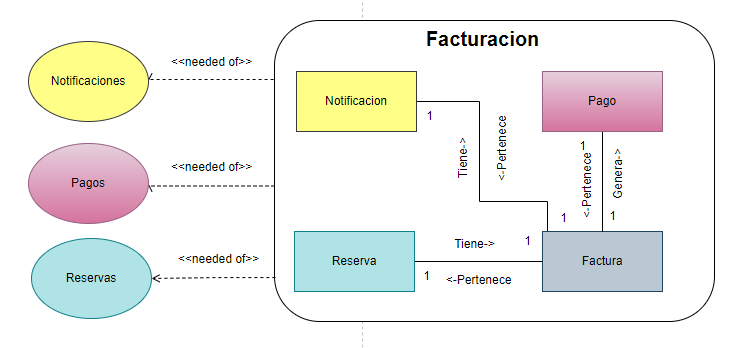 Facturacion
<<needed of>>
Notificaciones
Notificacion
Pago
1
Tiene->
<-Pertenece
1
<-Pertenece
Genera->
<<needed of>>
Pagos
1
1
<<needed of>>
Reservas
Reserva
Tiene->
1
Factura
1
<-Pertenece